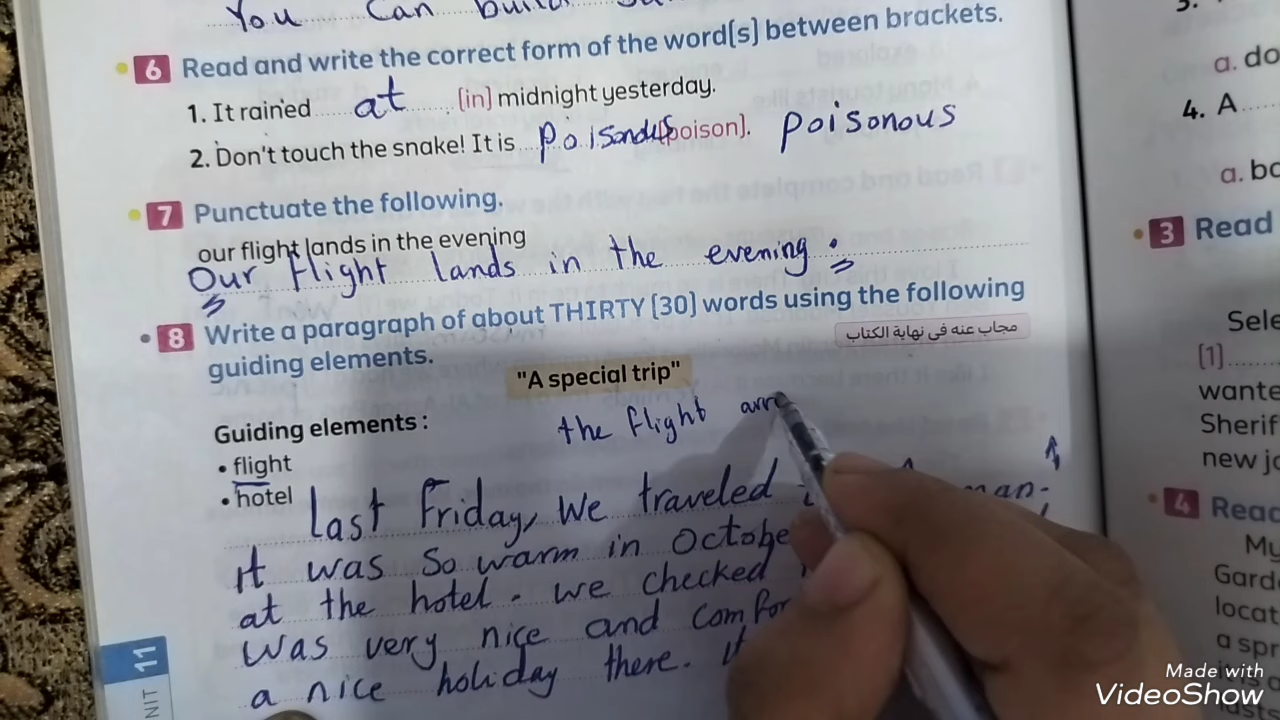 You can build
6 Read and write the correct form of the word(s) between brackets.
1. It rained at [in] midnight yesterday.
2. Don't touch the snake! It is poisonous [poison]. poisonous
7 Punctuate the following.
our flight lands in the evening
Our flight lands in the evening.
8 Write a paragraph of about THIRTY [30] words using the following
guiding elements.
مجاب عنه فى نهاية الكتاب
"A special trip"
Guiding elements :
the flight arr
• flight
• hotel
Last Friday, we traveled
It was so warm in Octobe
at the hotel. we checked
was very nice and comfor
a nice holiday there. It
UNIT 11
3.
a. do
4. A
a. bo
3 Read
Sele
[1]
wante
Sherif
new jo
4 Read
My
Gard
locat
a spr
Made with
VideoShow